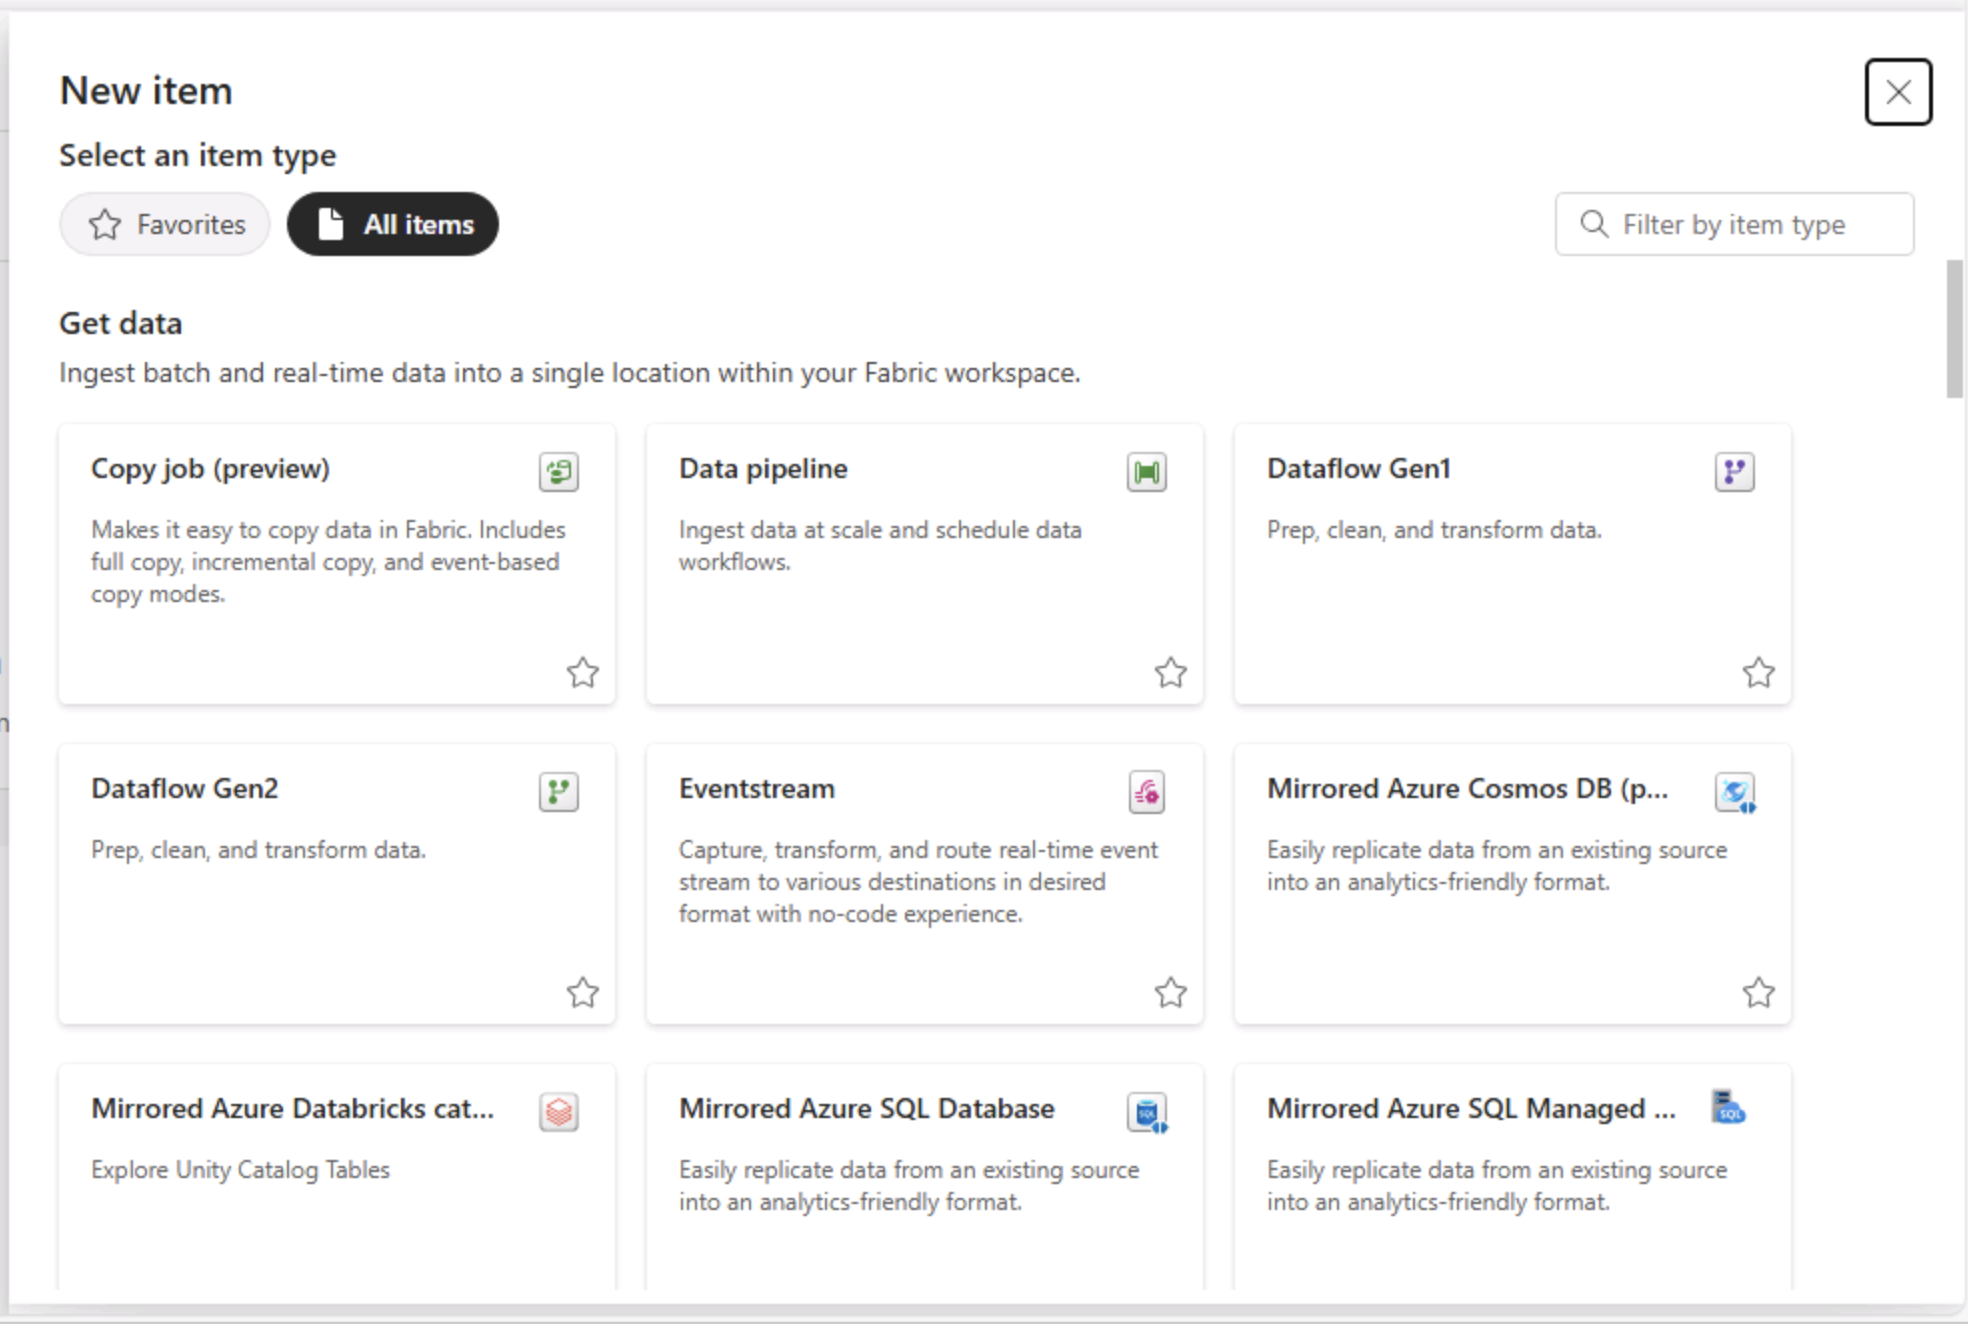 New item
Select an item type
Favorites
All items
Filter by item type
Get data
Ingest batch and real-time data into a single location within your Fabric workspace.
Copy job (preview)
Makes it easy to copy data in Fabric. Includes
full copy, incremental copy, and event-based
copy modes.
Data pipeline
Ingest data at scale and schedule data
workflows.
Dataflow Gen1
Prep, clean, and transform data.
Dataflow Gen2
Prep, clean, and transform data.
Eventstream
Capture, transform, and route real-time event
stream to various destinations in desired
format with no-code experience.
Mirrored Azure Cosmos DB (p...
Easily replicate data from an existing source
into an analytics-friendly format.
Mirrored Azure Databricks cat...
Explore Unity Catalog Tables
Mirrored Azure SQL Database
SQL
Easily replicate data from an existing source
into an analytics-friendly format.
Mirrored Azure SQL Managed ...
SQL
Easily replicate data from an existing source
into an analytics-friendly format.